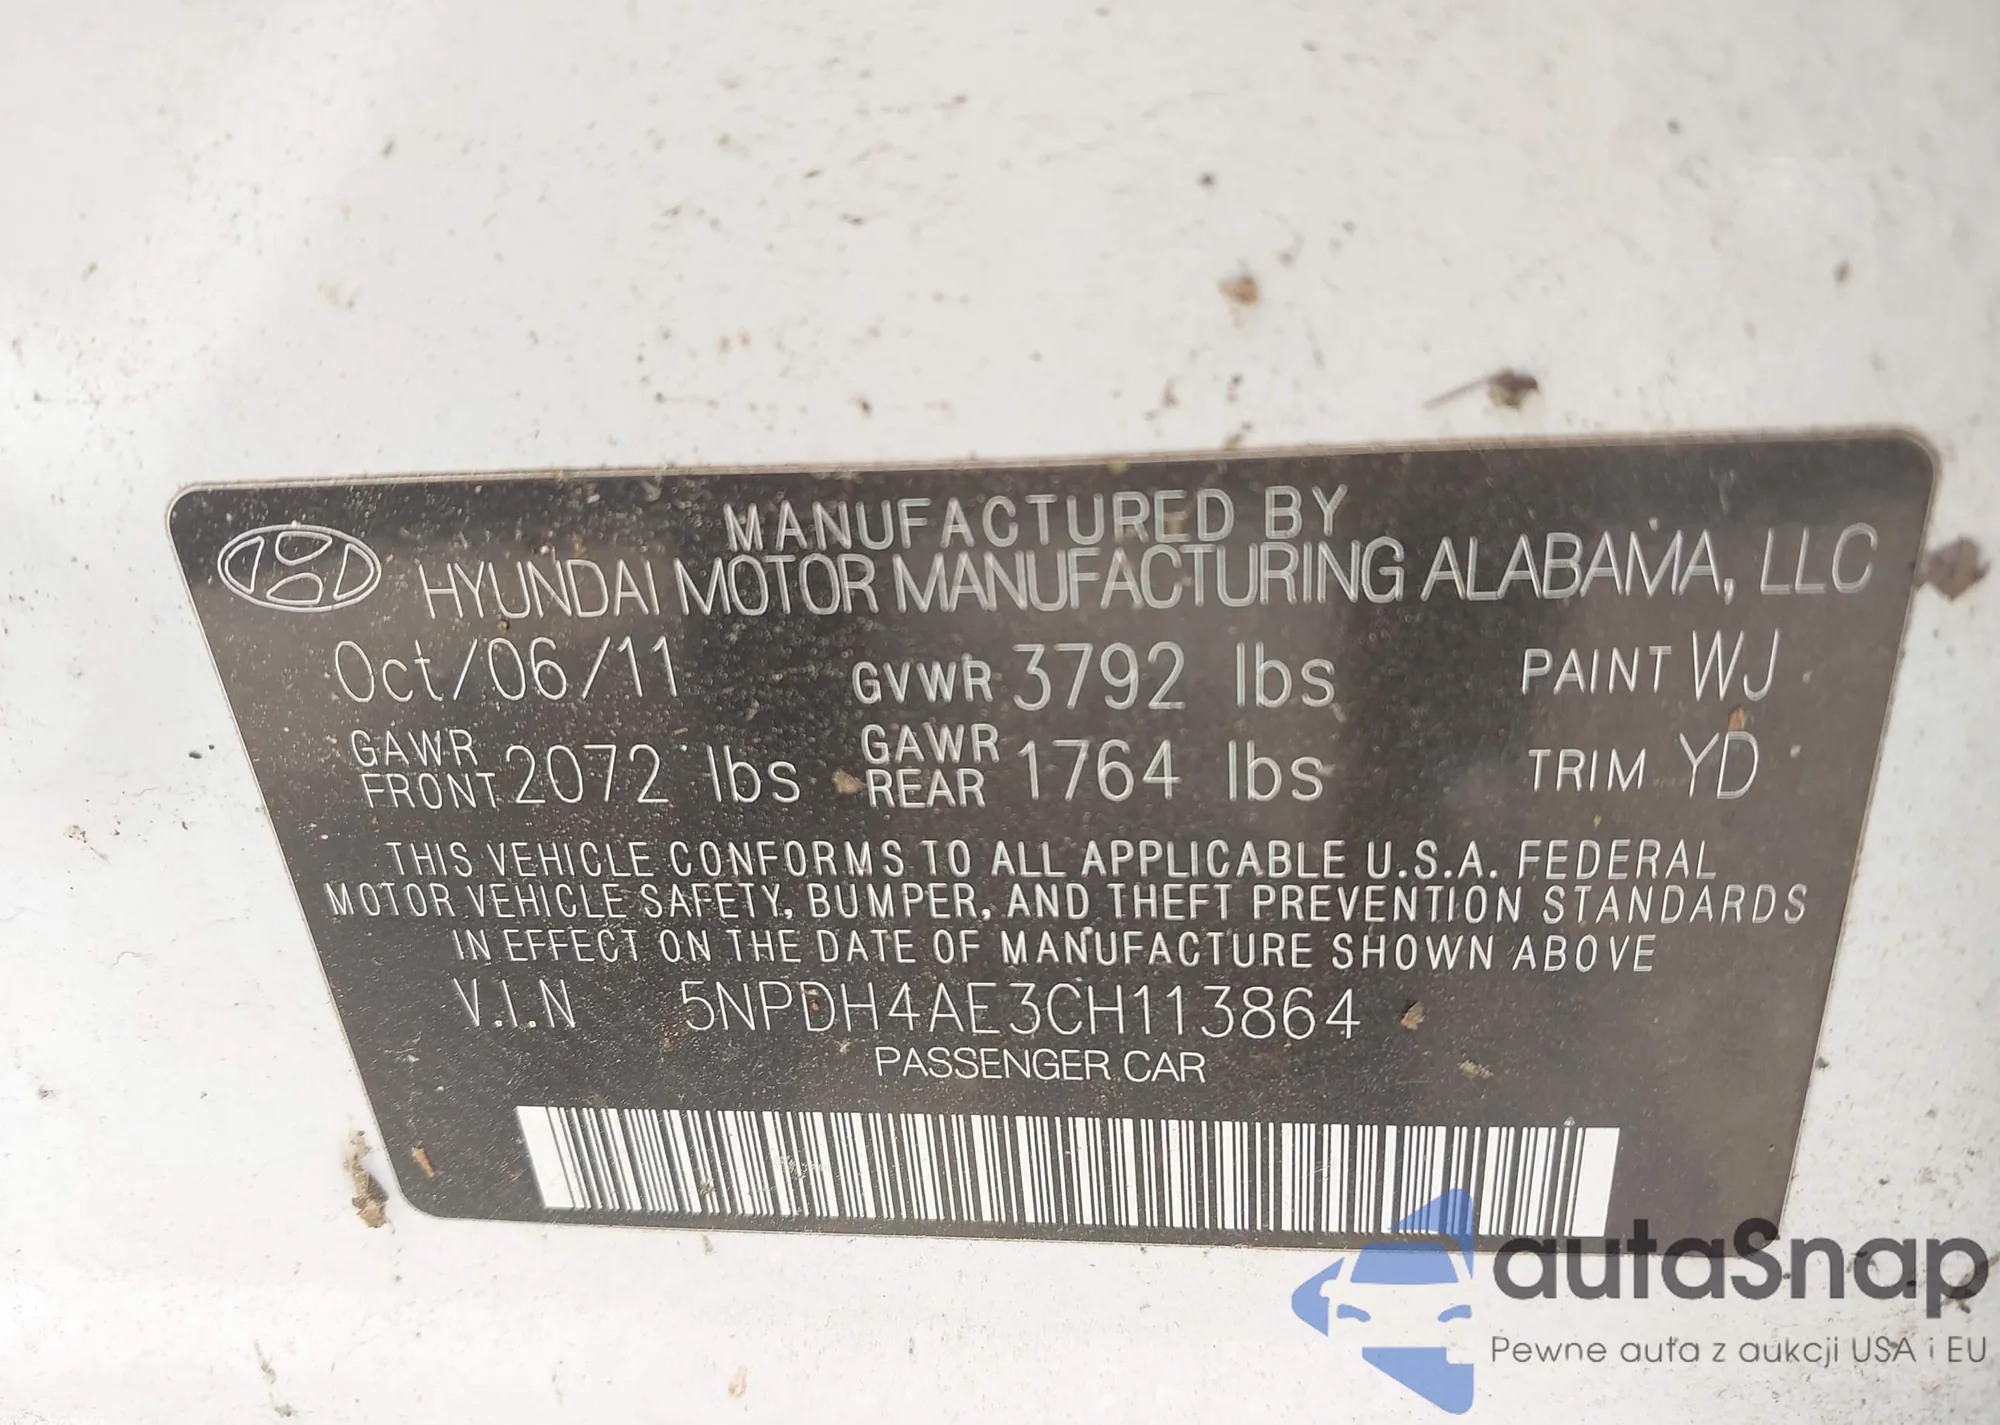 MANUFACTURED BY
HYUNDAI MOTOR MANUFACTURING ALABAMA, LLC
Oct/06/11 GVWR 3792 lbs PAINT WJ
GAWR FRONT 2072 lbs GAWR REAR 1764 lbs TRIM YD
THIS VEHICLE CONFORMS TO ALL APPLICABLE U.S.A. FEDERAL
MOTOR VEHICLE SAFETY, BUMPER, AND THEFT PREVENTION STANDARDS
IN EFFECT ON THE DATE OF MANUFACTURE SHOWN ABOVE
V.I.N 5NPDH4AE3CH113864
PASSENGER CAR
autaSnap
Pewne auta z aukcji USA i EU